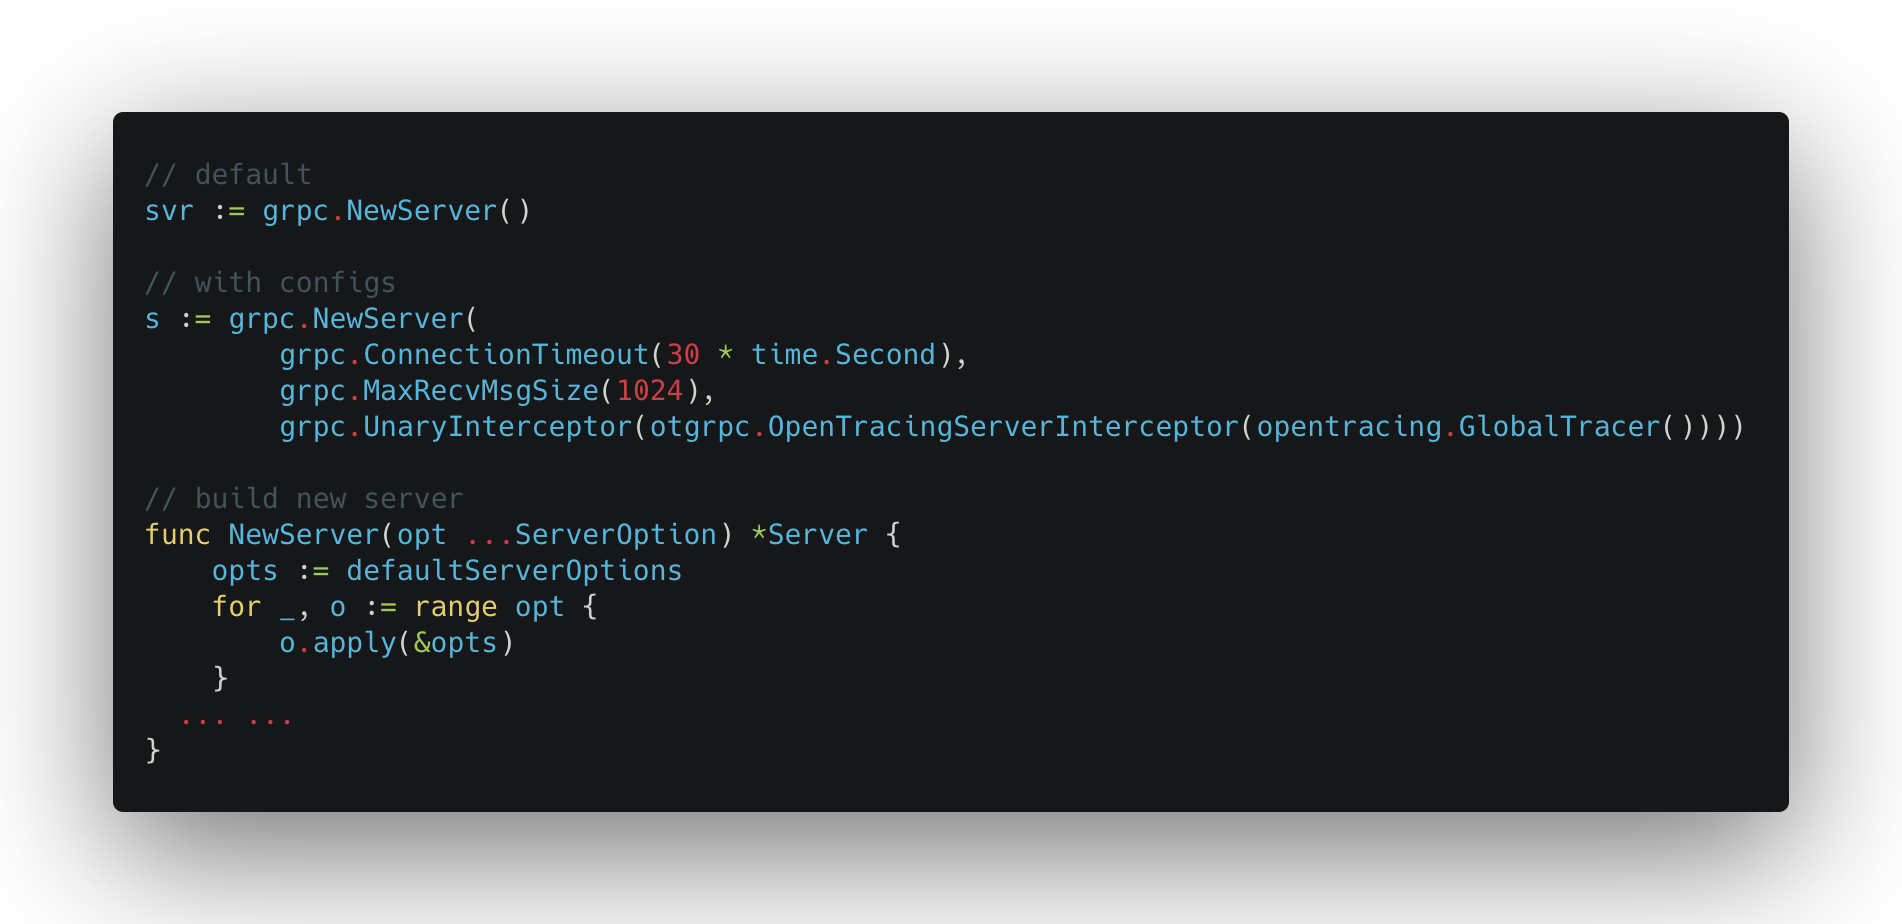 // default
svr := grpc.NewServer()
// with configs
s := grpc.NewServer(
        grpc.ConnectionTimeout(30 * time.Second),
        grpc.MaxRecvMsgSize(1024),
        grpc.UnaryInterceptor(otgrpc.OpenTracingServerInterceptor(opentracing.GlobalTracer())))
// build new server
func NewServer(opt ...ServerOption) *Server {
    opts := defaultServerOptions
    for _, o := range opt {
        o.apply(&opts)
    }
  ... ...
}